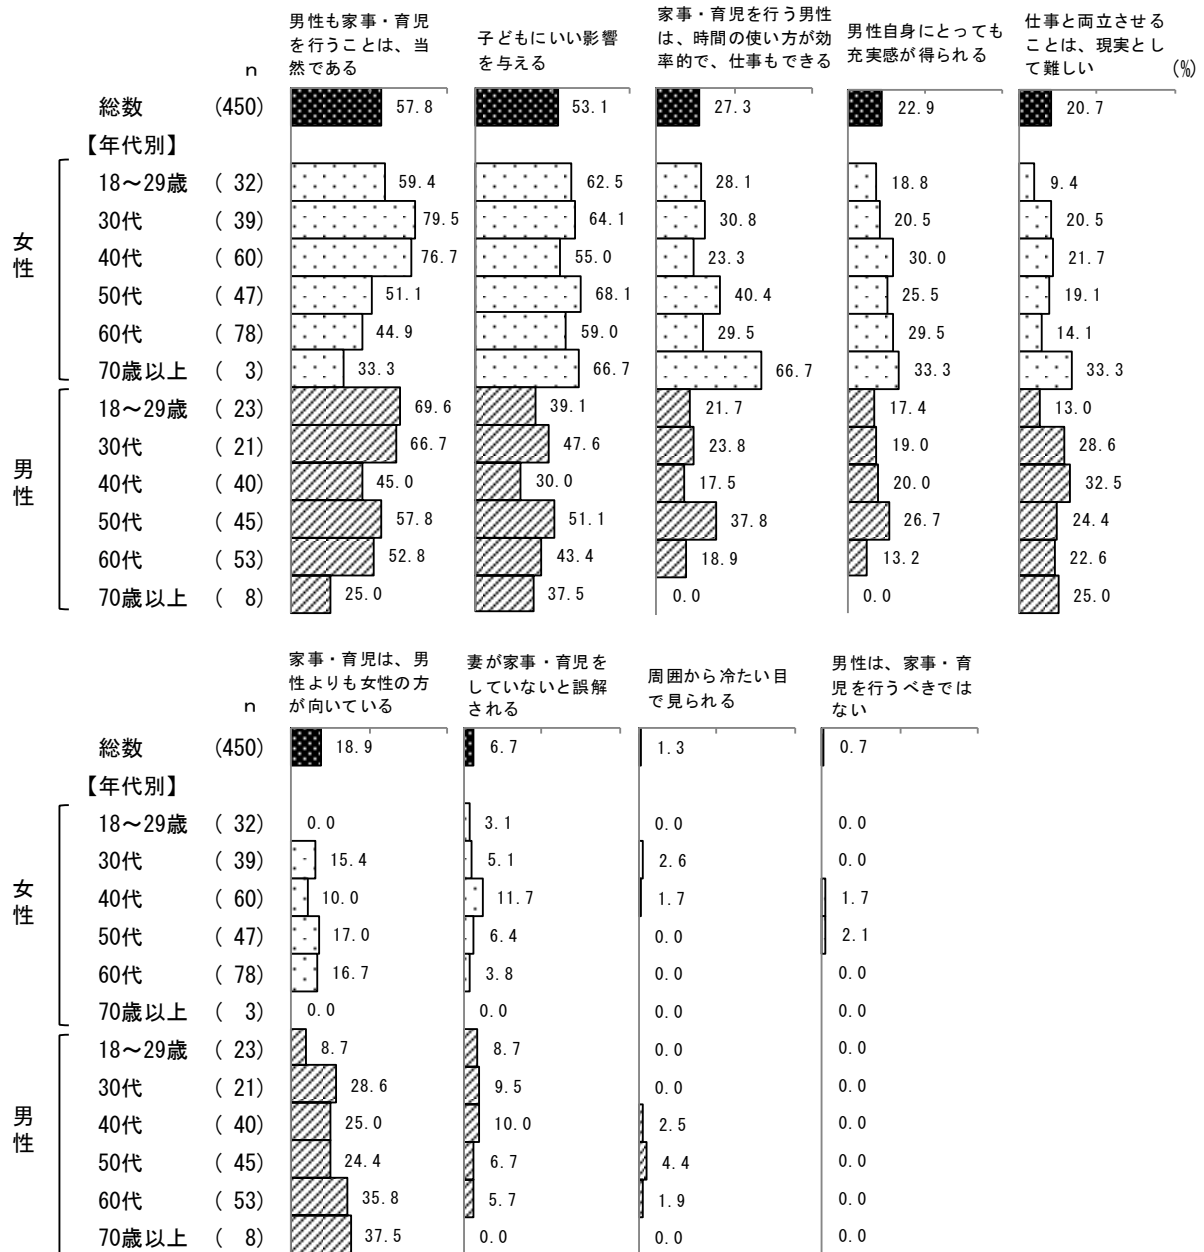 男性も家事・育児
を行うことは、当
然である
子どもにいい影響
を与える
家事・育児を行う男性
は、時間の使い方が効
率的で、仕事もできる
男性自身にとっても
充実感が得られる
仕事と両立させる
ことは、現実とし
て難しい
n (%)
総数 (450) 57.8 53.1 27.3 22.9 20.7
【年代別】
女性
18～29歳 ( 32) 59.4 62.5 28.1 18.8 9.4
30代 ( 39) 79.5 64.1 30.8 20.5 20.5
40代 ( 60) 76.7 55.0 23.3 30.0 21.7
50代 ( 47) 51.1 68.1 40.4 25.5 19.1
60代 ( 78) 44.9 59.0 29.5 29.5 14.1
70歳以上 ( 3) 33.3 66.7 66.7 33.3 33.3
男性
18～29歳 ( 23) 69.6 39.1 21.7 17.4 13.0
30代 ( 21) 66.7 47.6 23.8 19.0 28.6
40代 ( 40) 45.0 30.0 17.5 20.0 32.5
50代 ( 45) 57.8 51.1 37.8 26.7 24.4
60代 ( 53) 52.8 43.4 18.9 13.2 22.6
70歳以上 ( 8) 25.0 37.5 0.0 0.0 25.0
家事・育児は、男
性よりも女性の方
が向いている
妻が家事・育児を
していないと誤解
される
周囲から冷たい目
で見られる
男性は、家事・育
児を行うべきでは
ない
n
総数 (450) 18.9 6.7 1.3 0.7
【年代別】
女性
18～29歳 ( 32) 0.0 3.1 0.0 0.0
30代 ( 39) 15.4 5.1 2.6 0.0
40代 ( 60) 10.0 11.7 1.7 1.7
50代 ( 47) 17.0 6.4 0.0 2.1
60代 ( 78) 16.7 3.8 0.0 0.0
70歳以上 ( 3) 0.0 0.0 0.0 0.0
男性
18～29歳 ( 23) 8.7 8.7 0.0 0.0
30代 ( 21) 28.6 9.5 0.0 0.0
40代 ( 40) 25.0 10.0 2.5 0.0
50代 ( 45) 24.4 6.7 4.4 0.0
60代 ( 53) 35.8 5.7 1.9 0.0
70歳以上 ( 8) 37.5 0.0 0.0 0.0